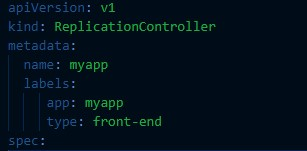 apiVersion: v1
kind: ReplicationController
metadata:
  name: myapp
  labels:
    app: myapp
    type: front-end
spec: